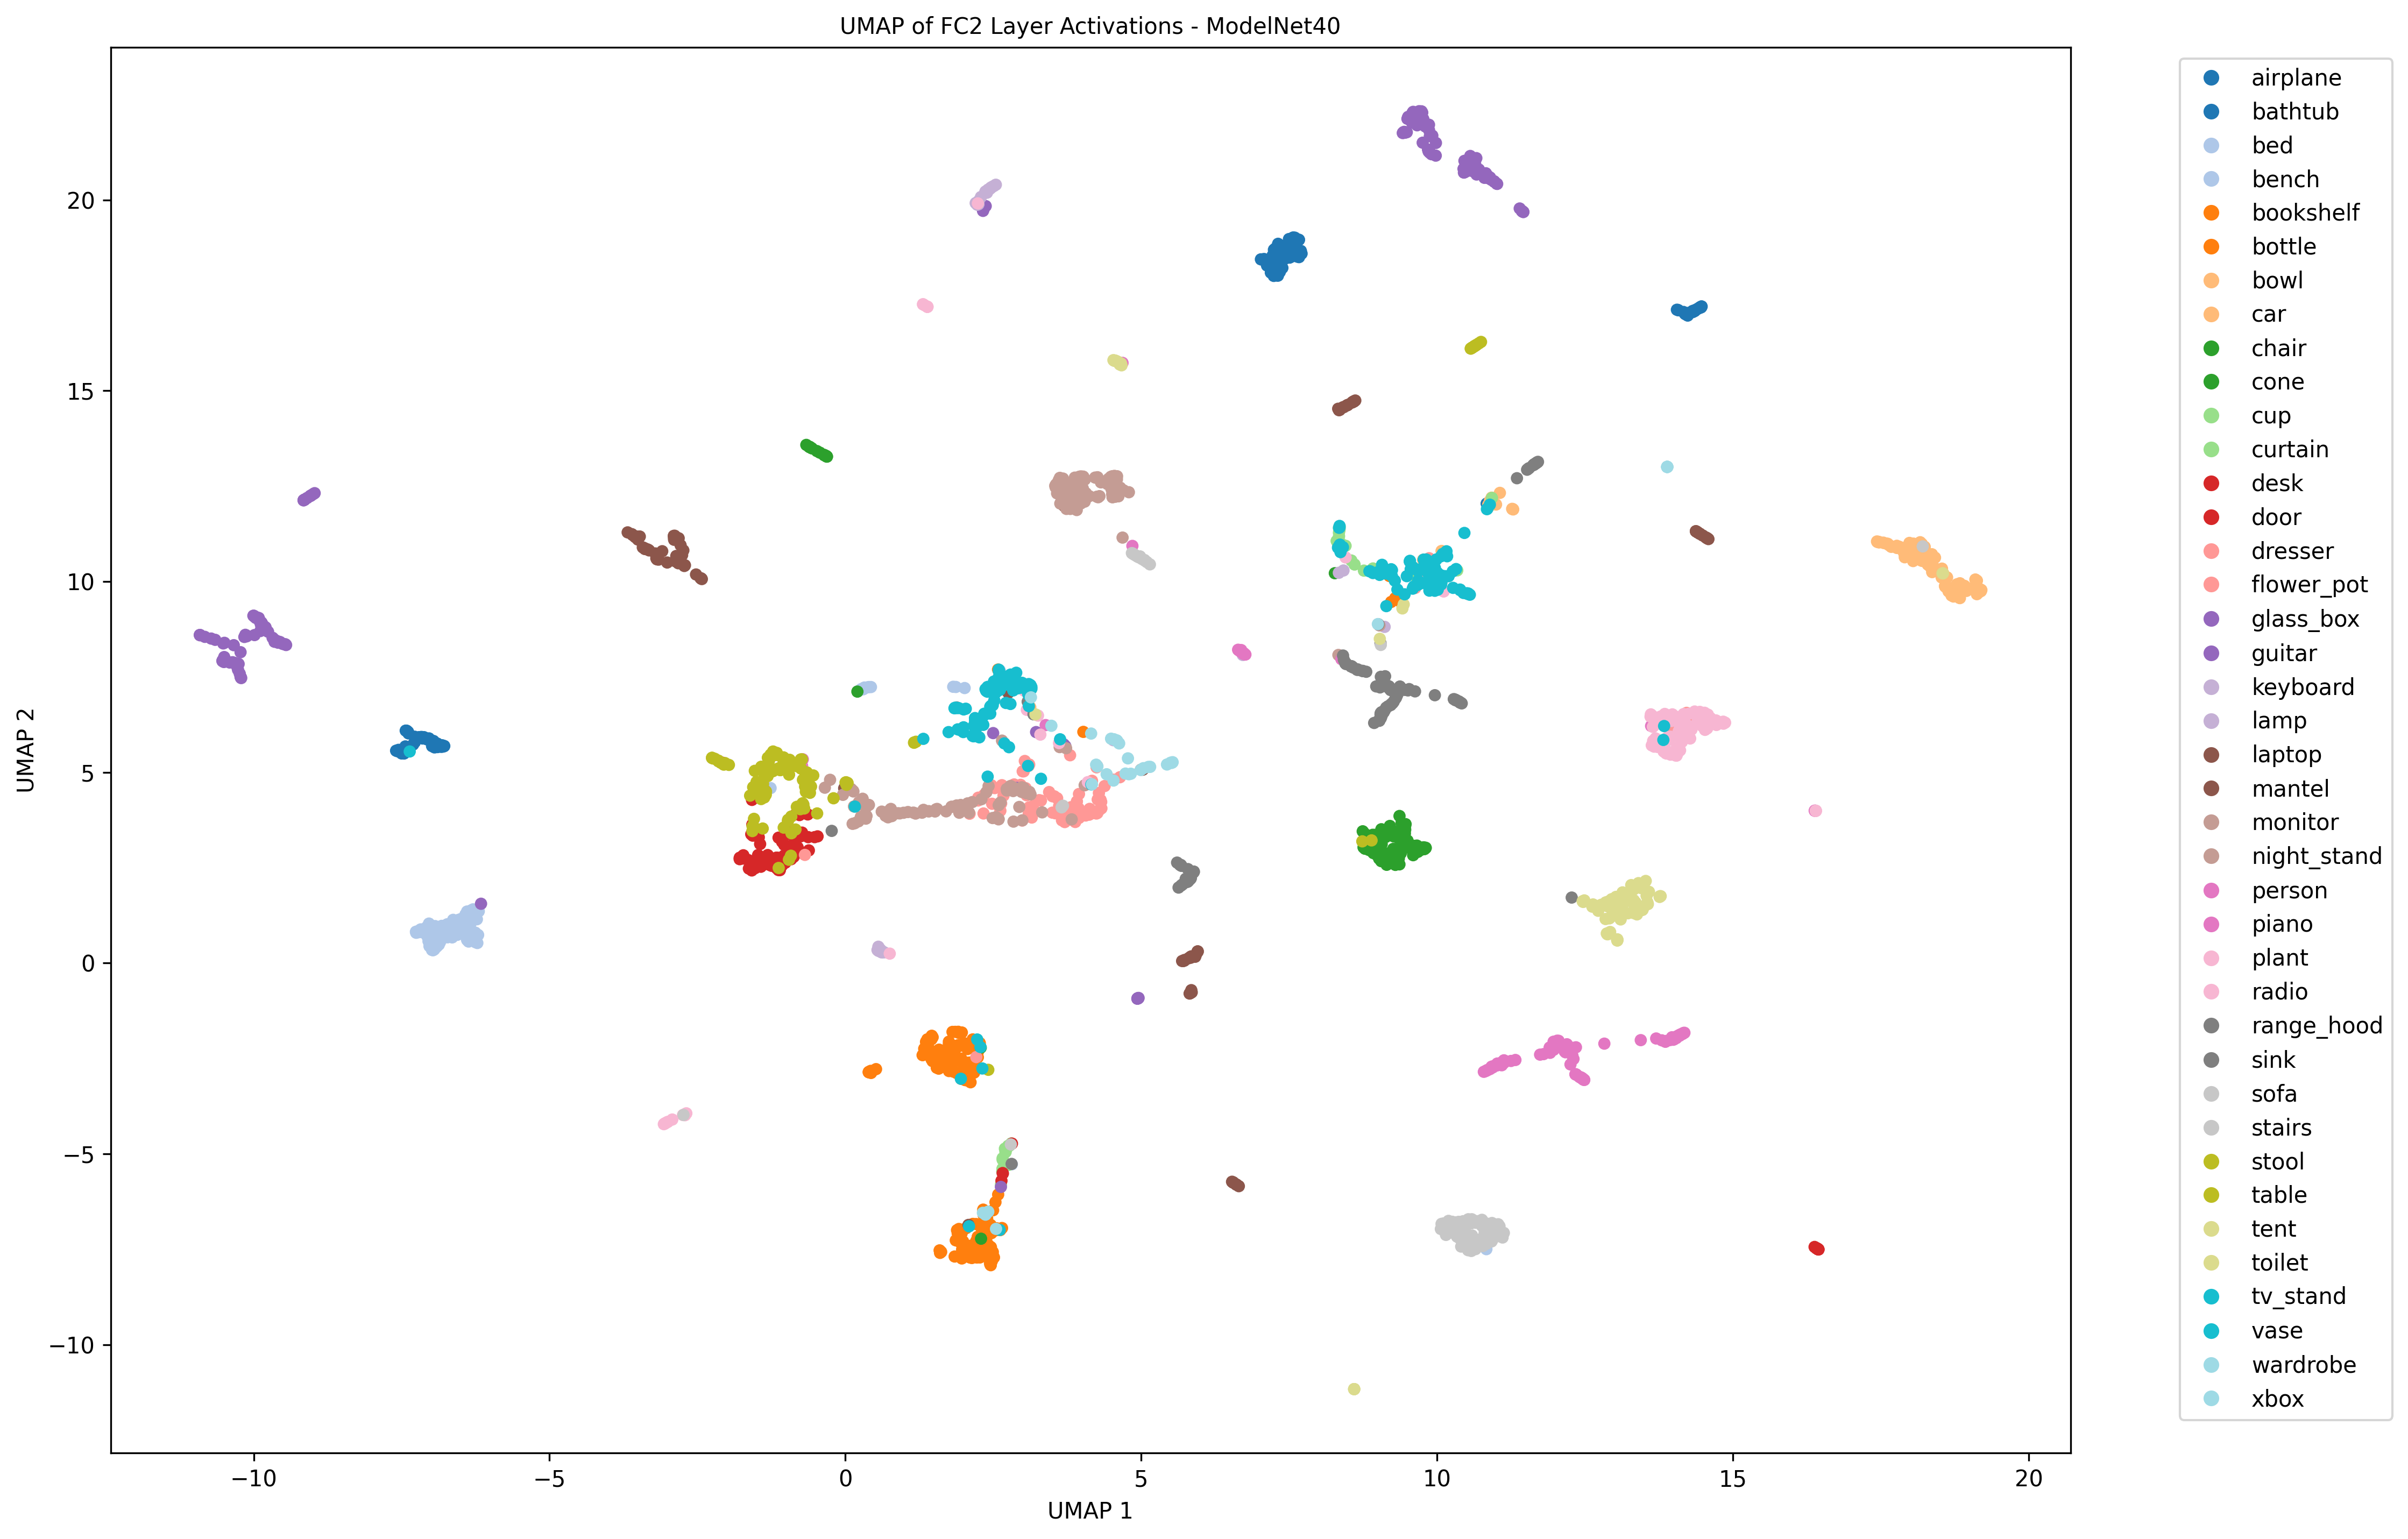 UMAP of FC2 Layer Activations - ModelNet40
UMAP 2
20
15
10
5
0
−5
−10
−10
−5
0
5
10
15
20
UMAP 1
airplane
bathtub
bed
bench
bookshelf
bottle
bowl
car
chair
cone
cup
curtain
desk
door
dresser
flower_pot
glass_box
guitar
keyboard
lamp
laptop
mantel
monitor
night_stand
person
piano
plant
radio
range_hood
sink
sofa
stairs
stool
table
tent
toilet
tv_stand
vase
wardrobe
xbox